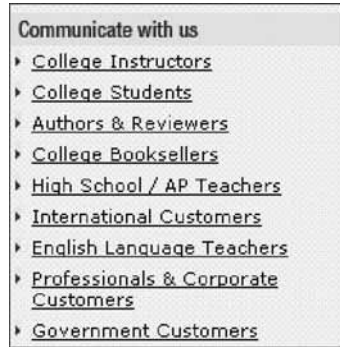 Communicate with us
College Instructors
College Students
Authors & Reviewers
College Booksellers
High School / AP Teachers
International Customers
English Language Teachers
Professionals & Corporate
Customers
Government Customers